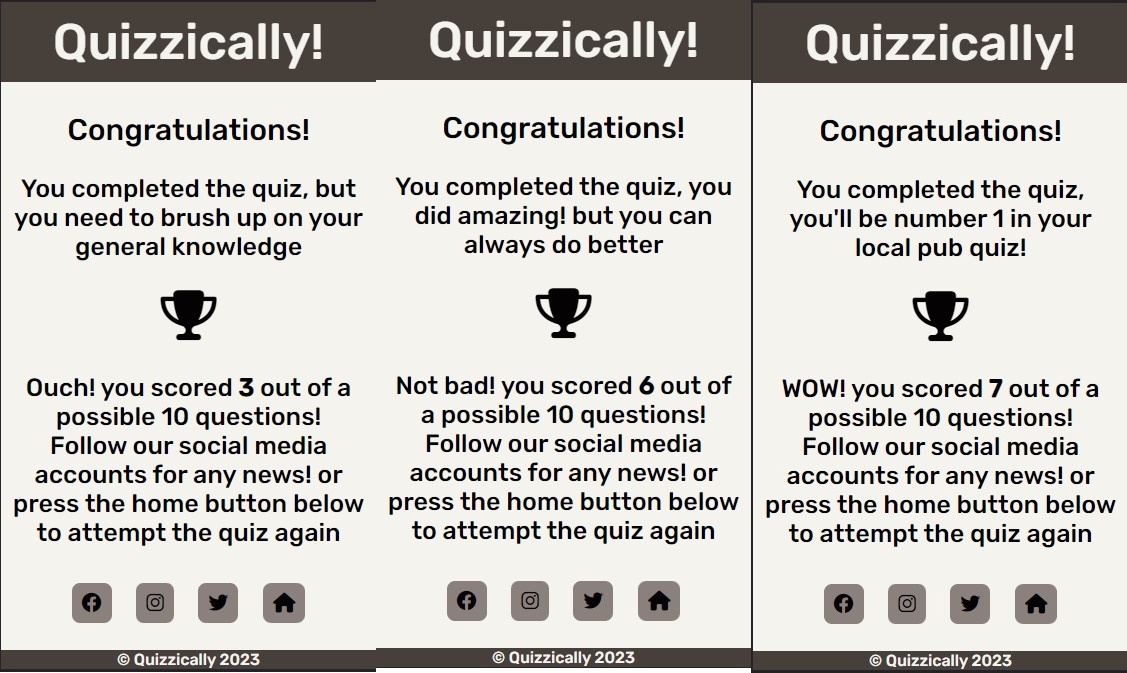 Quizzically!
Congratulations!
You completed the quiz, but
you need to brush up on your
general knowledge
Ouch! you scored 3 out of a
possible 10 questions!
Follow our social media
accounts for any news! or
press the home button below
to attempt the quiz again
© Quizzically 2023
Quizzically!
Congratulations!
You completed the quiz, you
did amazing! but you can
always do better
Not bad! you scored 6 out of
a possible 10 questions!
Follow our social media
accounts for any news! or
press the home button below
to attempt the quiz again
© Quizzically 2023
Quizzically!
Congratulations!
You completed the quiz,
you'll be number 1 in your
local pub quiz!
WOW! you scored 7 out of a
possible 10 questions!
Follow our social media
accounts for any news! or
press the home button below
to attempt the quiz again
© Quizzically 2023